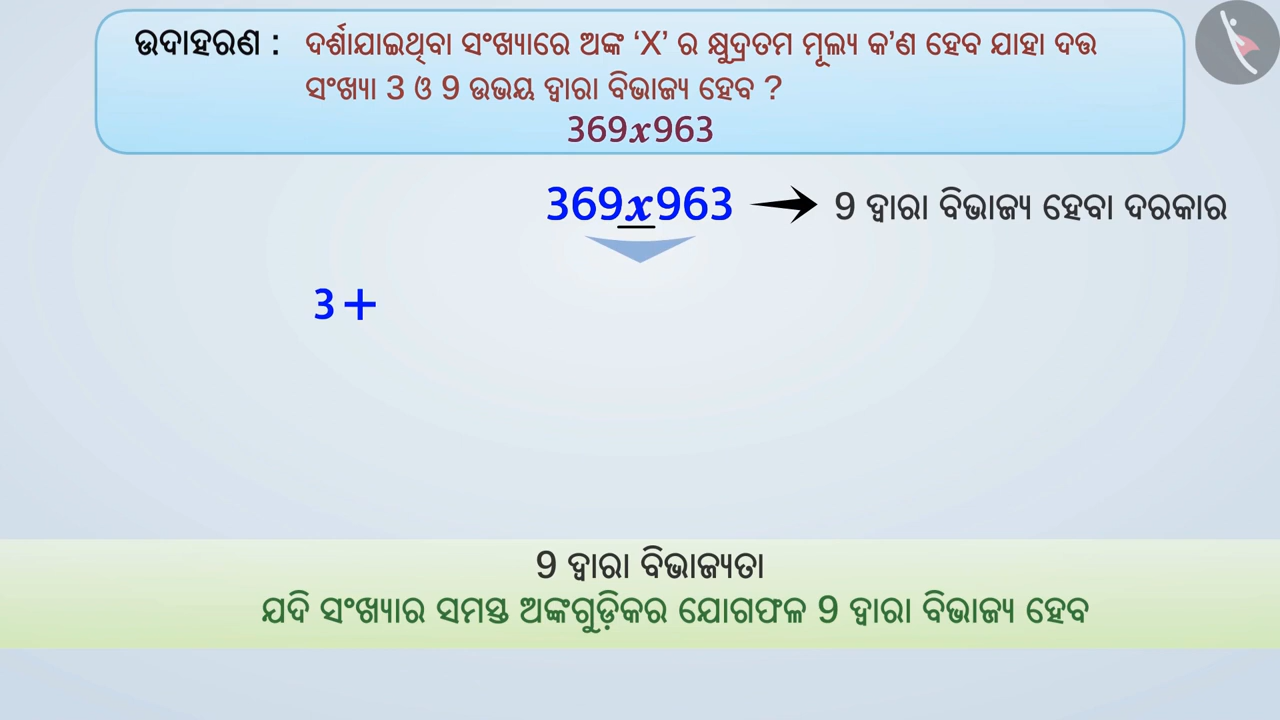 ଉଦାହରଣ : ଦର୍ଶାଯାଇଥିବା ସଂଖ୍ୟାରେ ଅଙ୍କ ‘X’ ର କ୍ଷୁଦ୍ରତମ ମୂଲ୍ୟ କ’ଣ ହେବ ଯାହା ଦତ୍ତ
ସଂଖ୍ୟା 3 ଓ 9 ଉଭୟ ଦ୍ୱାରା ବିଭାଜ୍ୟ ହେବ ?
369x963
369x963 → 9 ଦ୍ୱାରା ବିଭାଜ୍ୟ ହେବା ଦରକାର
3 +
9 ଦ୍ୱାରା ବିଭାଜ୍ୟତା
ଯଦି ସଂଖ୍ୟାର ସମସ୍ତ ଅଙ୍କଗୁଡ଼ିକର ଯୋଗଫଳ 9 ଦ୍ୱାରା ବିଭାଜ୍ୟ ହେବ